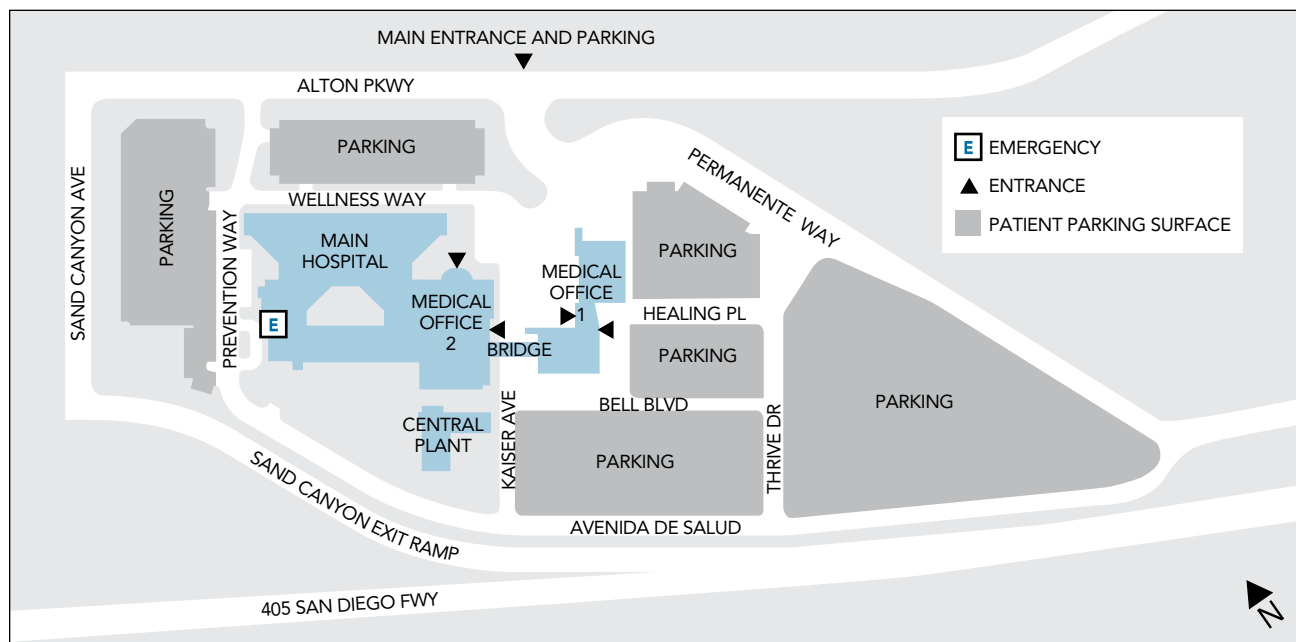 MAIN ENTRANCE AND PARKING
ALTON PKWY
PARKING
E EMERGENCY
ENTRANCE
PATIENT PARKING SURFACE
SAND CANYON AVE
PARKING
PREVENTION WAY
WELLNESS WAY
PERMANENTE WAY
MAIN
HOSPITAL
PARKING
MEDICAL
OFFICE
1
MEDICAL
OFFICE
2
E
HEALING PL
BRIDGE
PARKING
PARKING
BELL BLVD
CENTRAL
PLANT
KAISER AVE
PARKING
THRIVE DR
SAND CANYON EXIT RAMP
AVENIDA DE SALUD
405 SAN DIEGO FWY
N